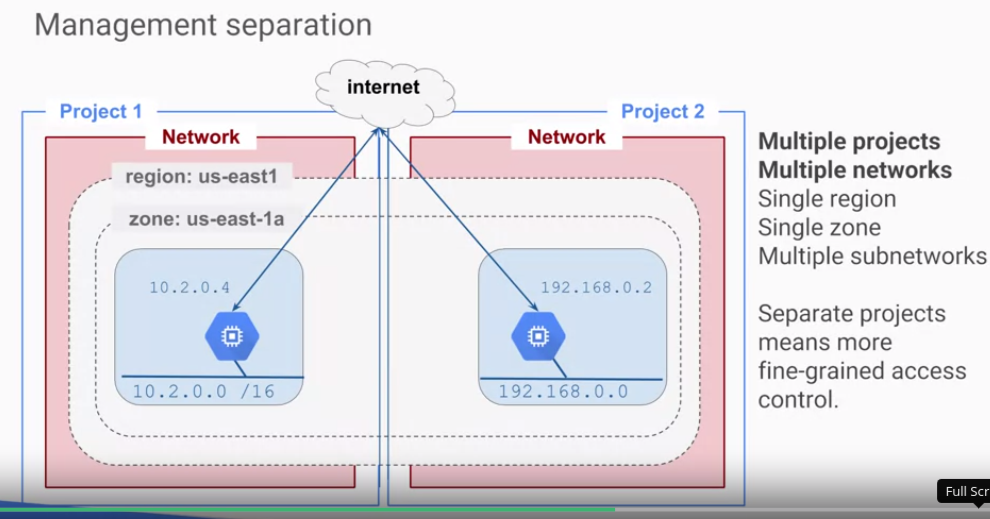 Management separation
internet
Project 1
Project 2
Network
Network
region: us-east1
zone: us-east-1a
10.2.0.4
192.168.0.2
10.2.0.0 /16
192.168.0.0
Multiple projects
Multiple networks
Single region
Single zone
Multiple subnetworks
Separate projects
means more
fine-grained access
control.
Full Scr